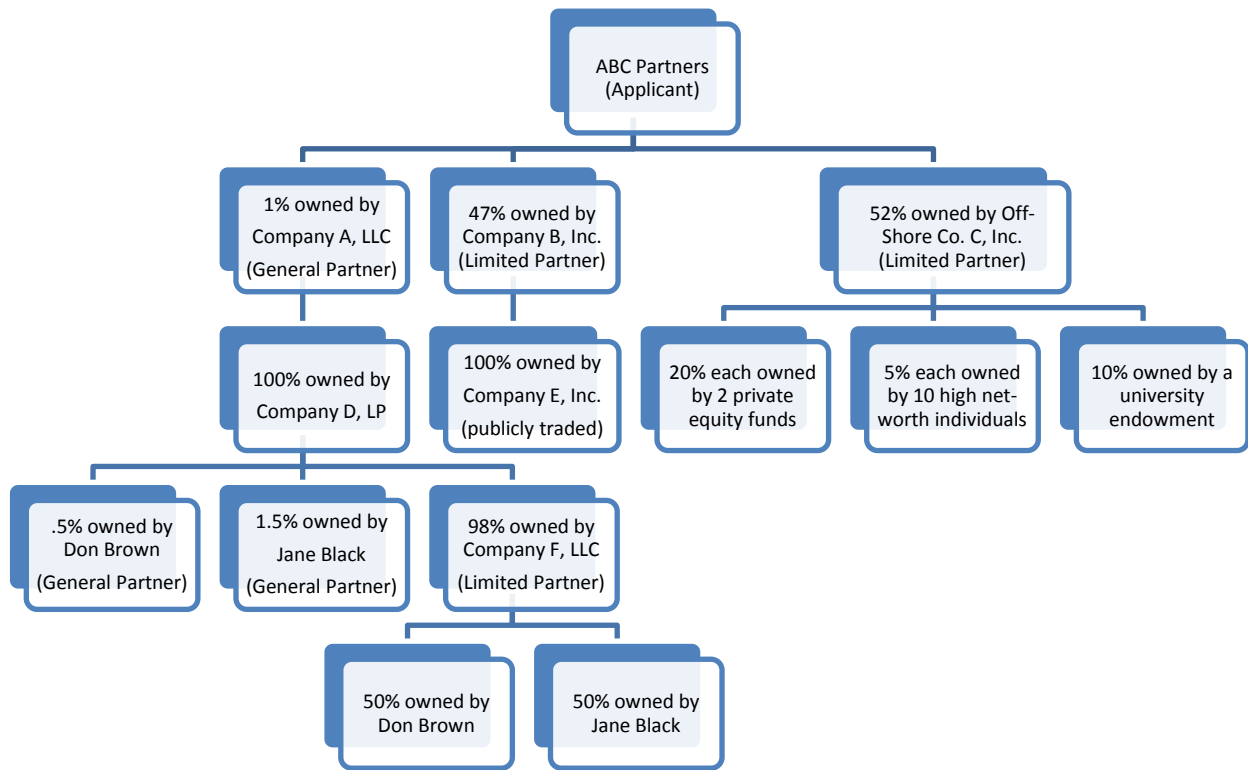 ABC Partners
(Applicant)
1% owned by
Company A, LLC
(General Partner)
47% owned by
Company B, Inc.
(Limited Partner)
52% owned by Off-
Shore Co. C, Inc.
(Limited Partner)
100% owned by
Company D, LP
100% owned by
Company E, Inc.
(publicly traded)
20% each owned
by 2 private
equity funds
5% each owned
by 10 high net-
worth individuals
10% owned by a
university
endowment
.5% owned by
Don Brown
(General Partner)
1.5% owned by
Jane Black
(General Partner)
98% owned by
Company F, LLC
(Limited Partner)
50% owned by
Don Brown
50% owned by
Jane Black